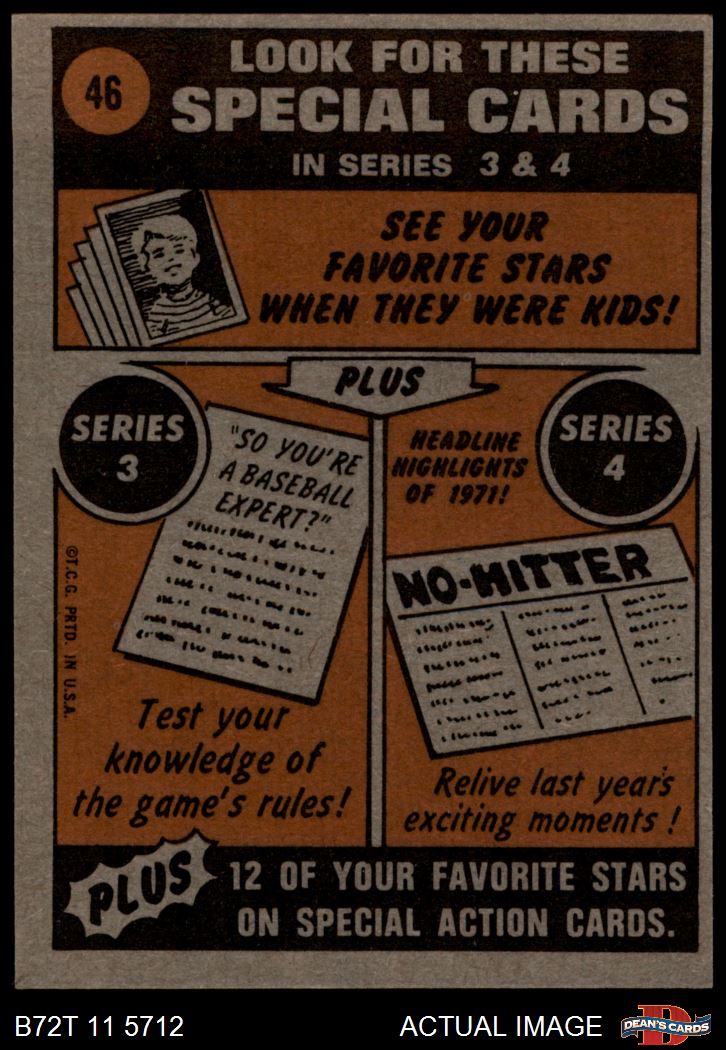 46
LOOK FOR THESE
SPECIAL CARDS
IN SERIES 3 & 4
SEE YOUR
FAVORITE STARS
WHEN THEY WERE KIDS!
PLUS
SERIES
3
"SO YOU'RE
A BASEBALL
EXPERT?"
Test your
knowledge of
the game's rules!
HEADLINE
HIGHLIGHTS
OF 1971!
SERIES
4
NO-HITTER
Relive last year's
exciting moments!
©T.C.G. PRTD. IN U.S.A.
PLUS
12 OF YOUR FAVORITE STARS
ON SPECIAL ACTION CARDS.
B72T 11 5712
ACTUAL IMAGE
D
DEAN'S CARDS